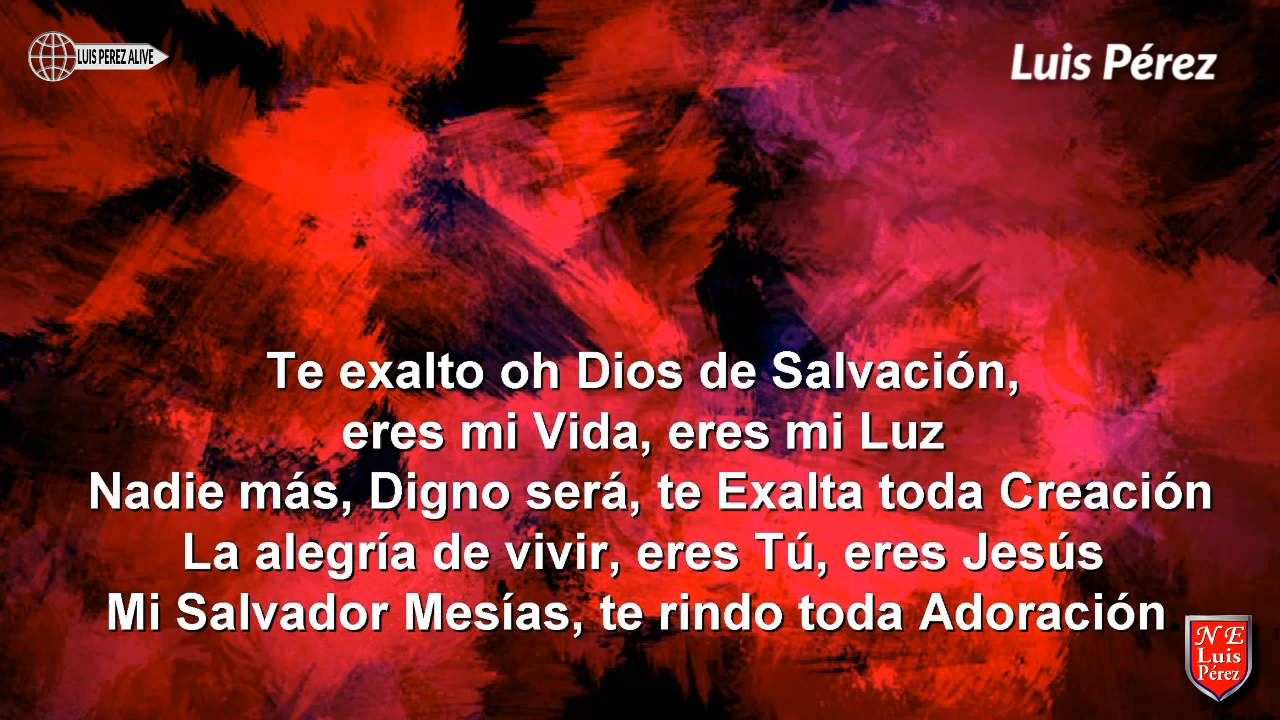 LUIS PEREZ ALIVE
Luis Pérez
Te exalto oh Dios de Salvación,
eres mi Vida, eres mi Luz
Nadie más, Digno será, te Exalta toda Creación
La alegría de vivir, eres Tú, eres Jesús
Mi Salvador Mesías, te rindo toda Adoración
N E
Luis
Pérez